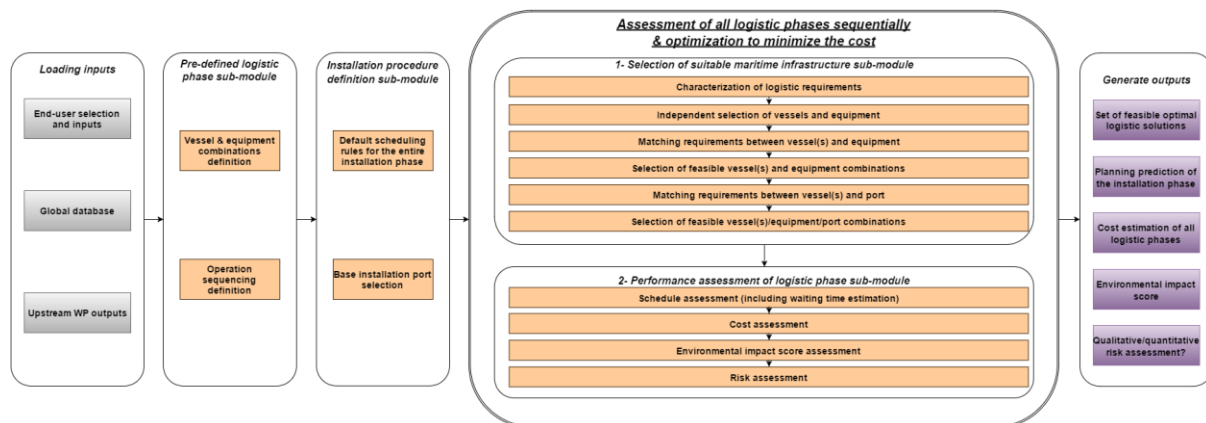 Loading inputs
End-user selection
and inputs
Global database
Upstream WP outputs
Pre-defined logistic
phase sub-module
Vessel & equipment
combinations
definition
Operation
sequencing
definition
Installation procedure
definition sub-module
Default scheduling
rules for the entire
installation phase
Base installation port
selection
Assessment of all logistic phases sequentially
& optimization to minimize the cost
1- Selection of suitable maritime infrastructure sub-module
Characterization of logistic requirements
Independent selection of vessels and equipment
Matching requirements between vessel(s) and equipment
Selection of feasible vessel(s) and equipment combinations
Matching requirements between vessel(s) and port
Selection of feasible vessel(s)/equipment/port combinations
2- Performance assessment of logistic phase sub-module
Schedule assessment (including waiting time estimation)
Cost assessment
Environmental impact score assessment
Risk assessment
Generate outputs
Set of feasible optimal
logistic solutions
Planning prediction of
the installation phase
Cost estimation of all
logistic phases
Environmental impact
score
Qualitative/quantitative
risk assessment?